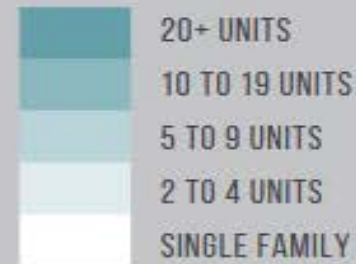 20+ UNITS
10 TO 19 UNITS
5 TO 9 UNITS
2 TO 4 UNITS
SINGLE FAMILY